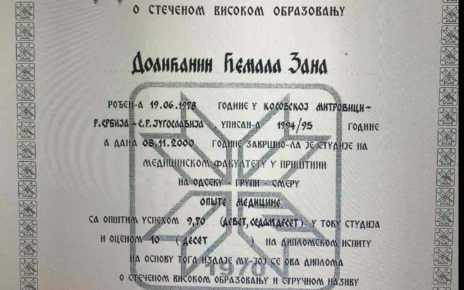 О СТЕЧЕНОМ ВИСОКОМ ОБРАЗОВАЊУ
Долићанин Ћемала Зана
РОЂЕН-А 19.06.1978 ГОДИНЕ У КОСОВСКОЈ МИТРОВИЦИ-
Р.СРБИЈА-С.Р.ЈУГОСЛАВИЈА УПИСАН-А 1994/95 ГОДИНЕ
А ДАНА 08.11.2000 ГОДИНЕ ЗАВРШИО-ЛА ЈЕ СТУДИЈЕ НА
МЕДИЦИНСКОМ ФАКУЛТЕТУ У ПРИШТИНИ
НА ОДСЕКУ - ГРУПИ - СМЕРУ
ОПШТЕ МЕДИЦИНЕ
СА ОПШТИМ УСПЕХОМ 9,70 (ДЕВЕТ, СЕДАМДЕСЕТ) У ТОКУ СТУДИЈА
И ОЦЕНОМ 10 (ДЕСЕТ ) НА ДИПЛОМСКОМ ИСПИТУ
НА ОСНОВУ ТОГА ИЗДАЈЕ МУ-ЈОЈ СЕ ОВА ДИПЛОМА
1970
О СТЕЧЕНОМ ВИСОКОМ ОБРАЗОВАЊУ И СТРУЧНОМ НАЗИВУ